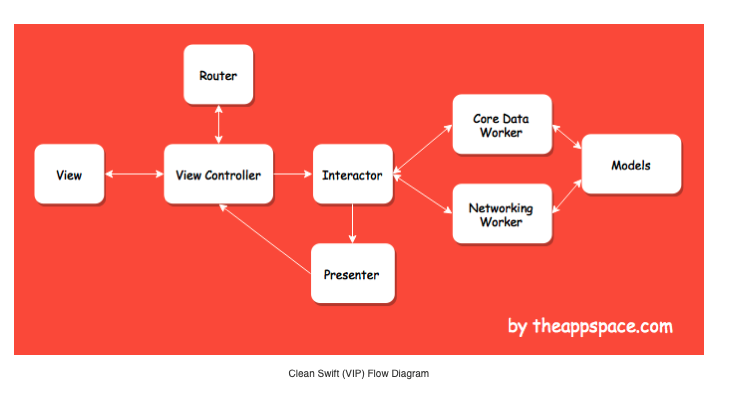 Router
Core Data
Worker
View
View Controller
Interactor
Models
Networking
Worker
Presenter
by theappspace.com
Clean Swift (VIP) Flow Diagram